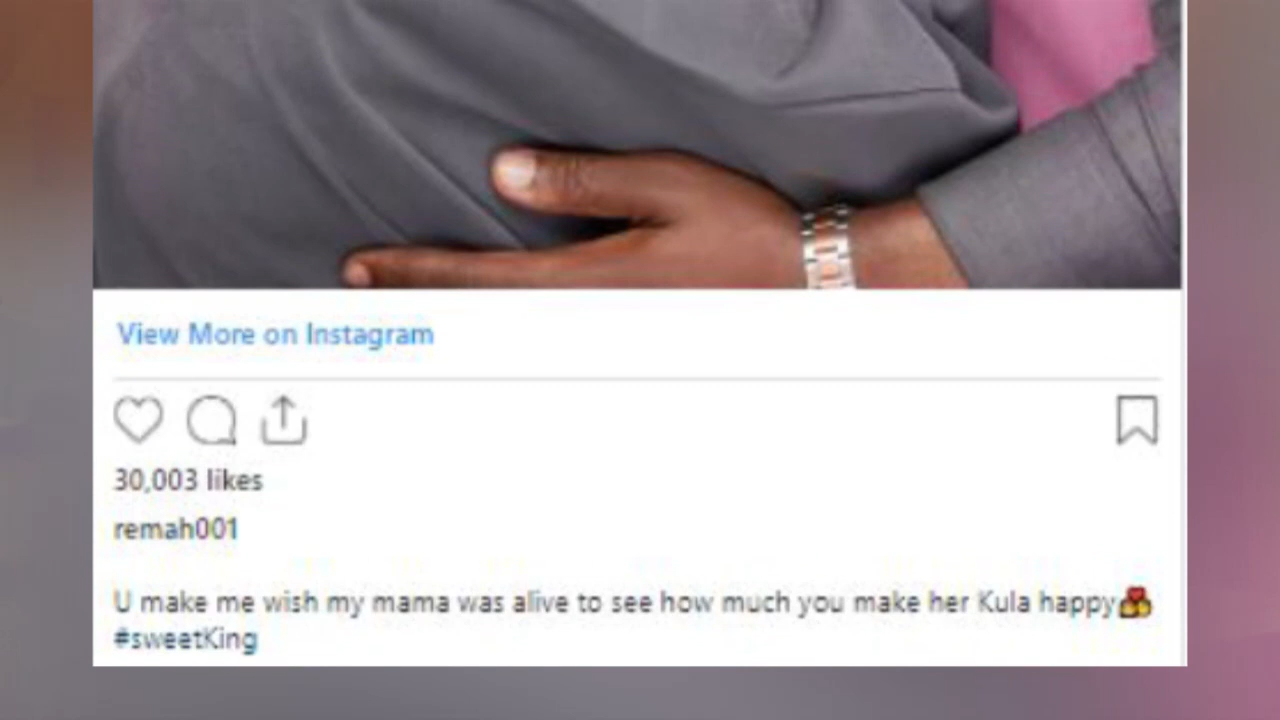 View More on Instagram
30,003 likes
remah001
U make me wish my mama was alive to see how much you make her Kula happy💑
#sweetKing